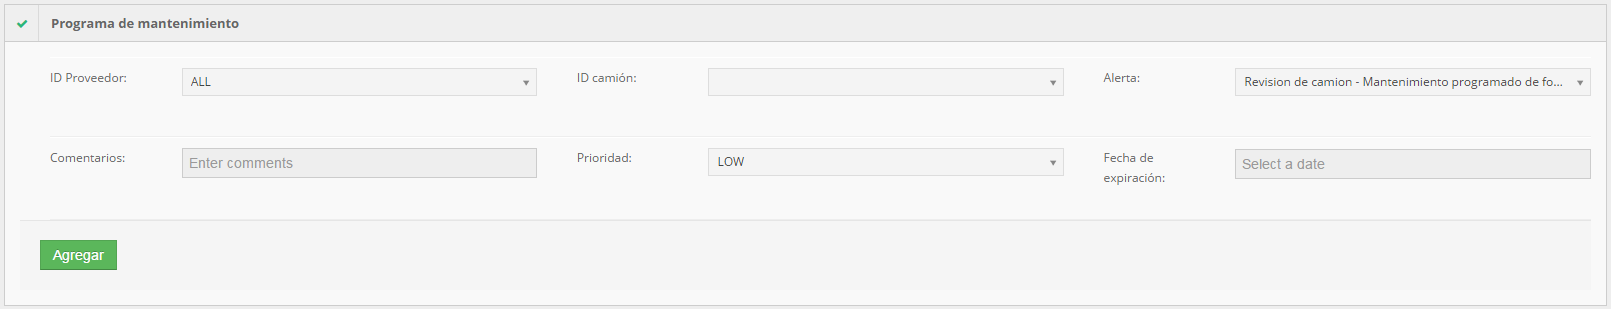 Programa de mantenimiento
ID Proveedor:
ALL
ID camión:
Alerta:
Revision de camion - Mantenimiento programado de fo...
Comentarios:
Enter comments
Prioridad:
LOW
Fecha de
expiración:
Select a date
Agregar